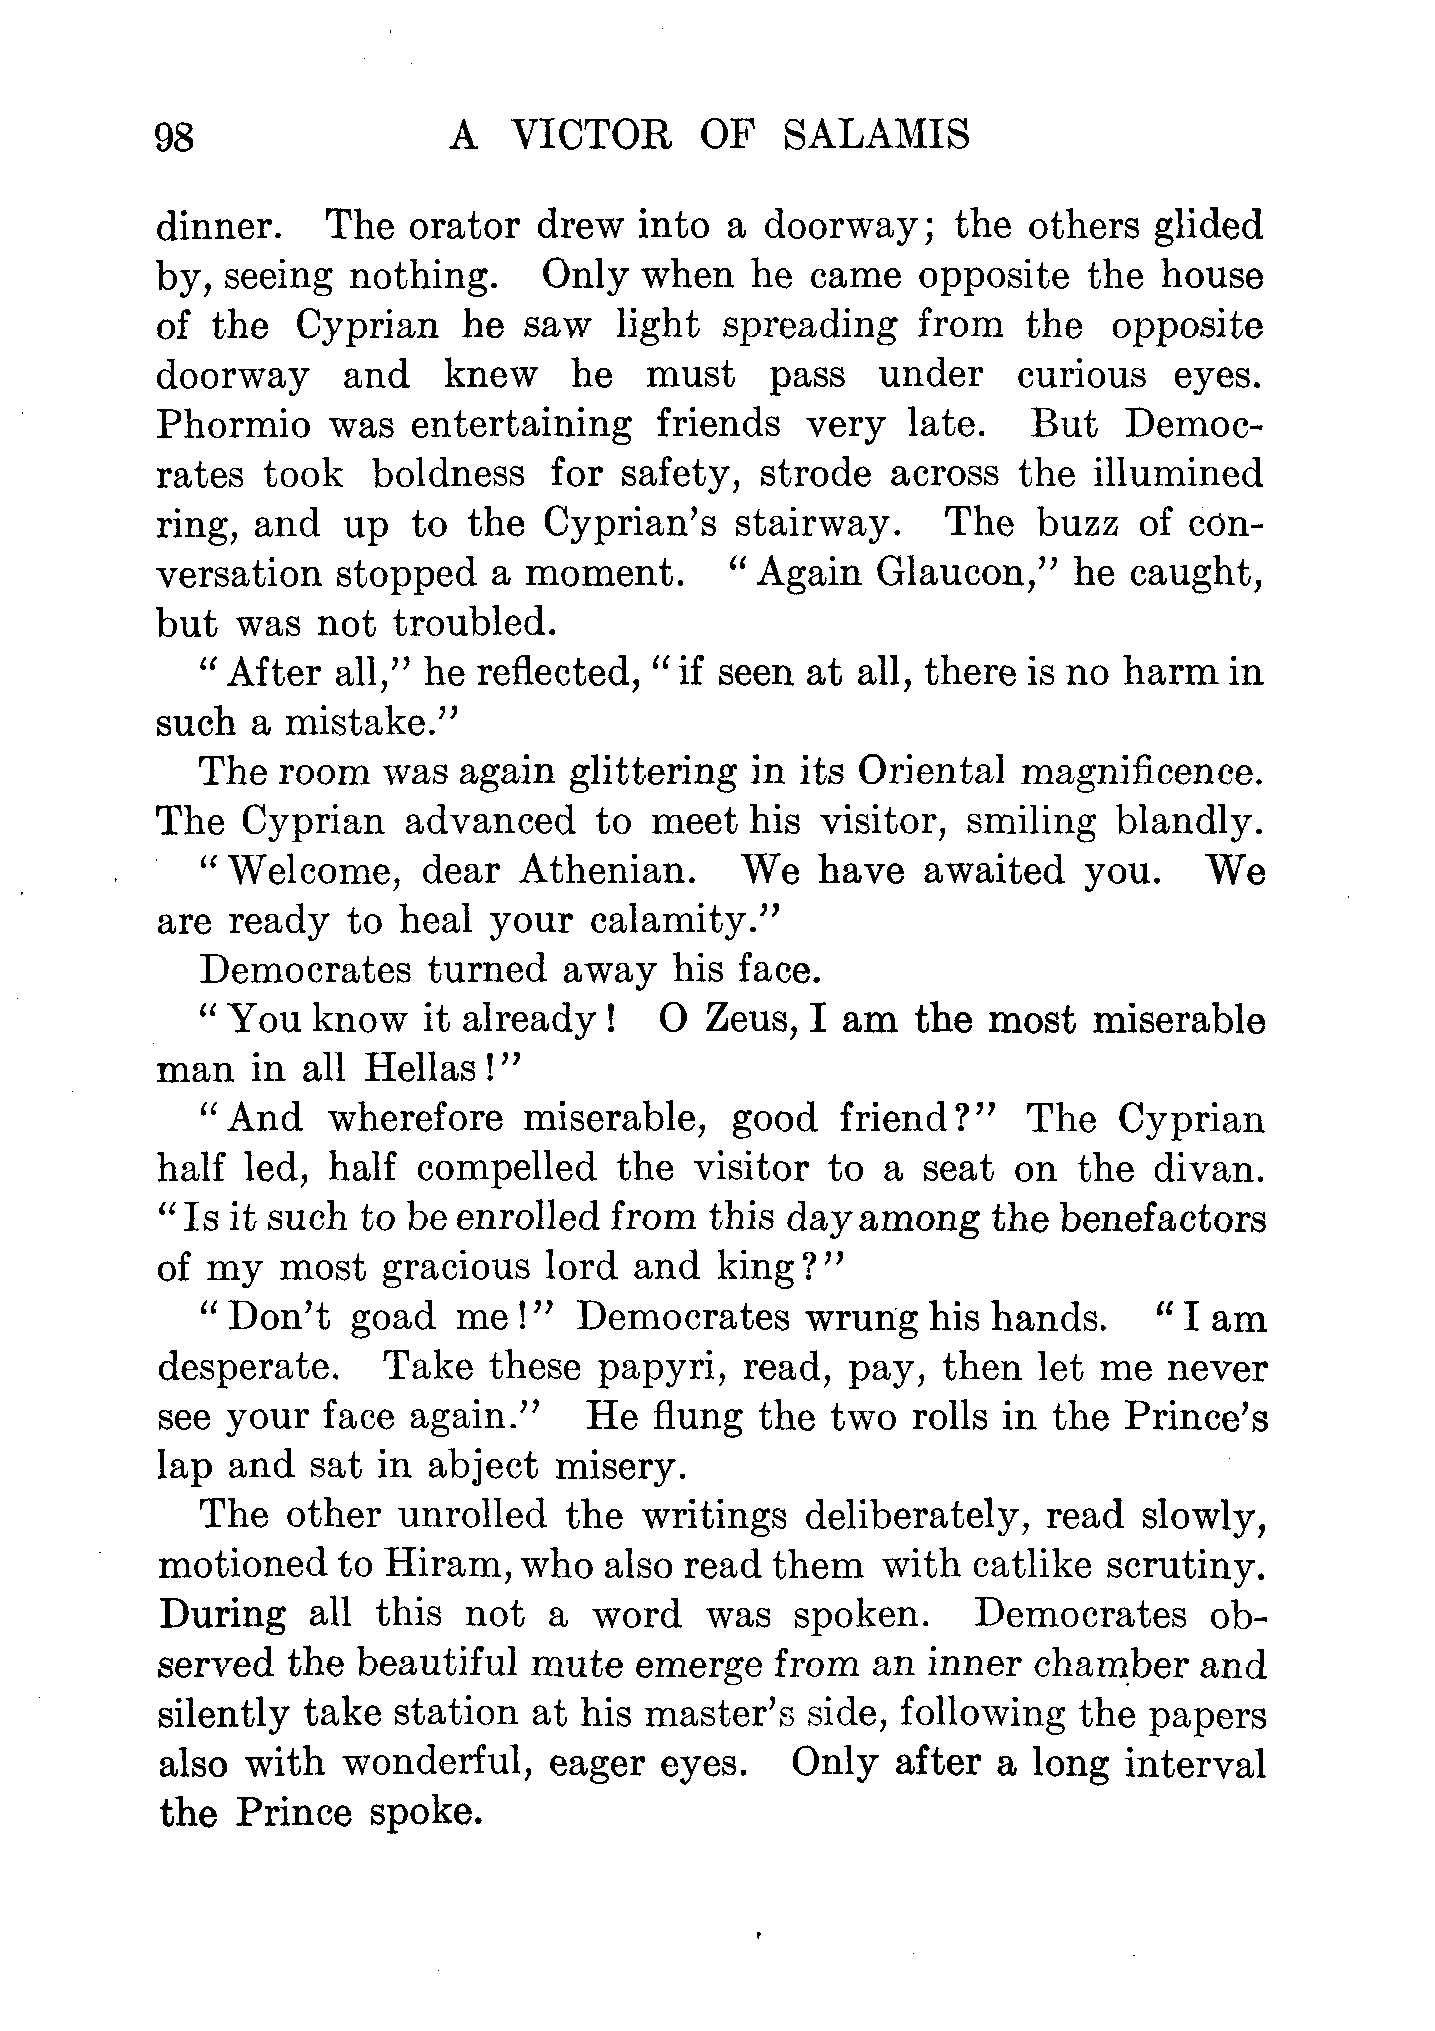 98 A VICTOR OF SALAMIS
dinner. The orator drew into a doorway; the others glided
by, seeing nothing. Only when he came opposite the house
of the Cyprian he saw light spreading from the opposite
doorway and knew he must pass under curious eyes.
Phormio was entertaining friends very late. But Democ-
rates took boldness for safety, strode across the illumined
ring, and up to the Cyprian's stairway. The buzz of con-
versation stopped a moment. "Again Glaucon," he caught,
but was not troubled.
"After all," he reflected, "if seen at all, there is no harm in
such a mistake."
The room was again glittering in its Oriental magnificence.
The Cyprian advanced to meet his visitor, smiling blandly.
"Welcome, dear Athenian. We have awaited you. We
are ready to heal your calamity."
Democrates turned away his face.
"You know it already! O Zeus, I am the most miserable
man in all Hellas!"
"And wherefore miserable, good friend?" The Cyprian
half led, half compelled the visitor to a seat on the divan.
"Is it such to be enrolled from this day among the benefactors
of my most gracious lord and king?"
"Don't goad me!" Democrates wrung his hands. "I am
desperate. Take these papyri, read, pay, then let me never
see your face again." He flung the two rolls in the Prince's
lap and sat in abject misery.
The other unrolled the writings deliberately, read slowly,
motioned to Hiram, who also read them with catlike scrutiny.
During all this not a word was spoken. Democrates ob-
served the beautiful mute emerge from an inner chamber and
silently take station at his master's side, following the papers
also with wonderful, eager eyes. Only after a long interval
the Prince spoke.